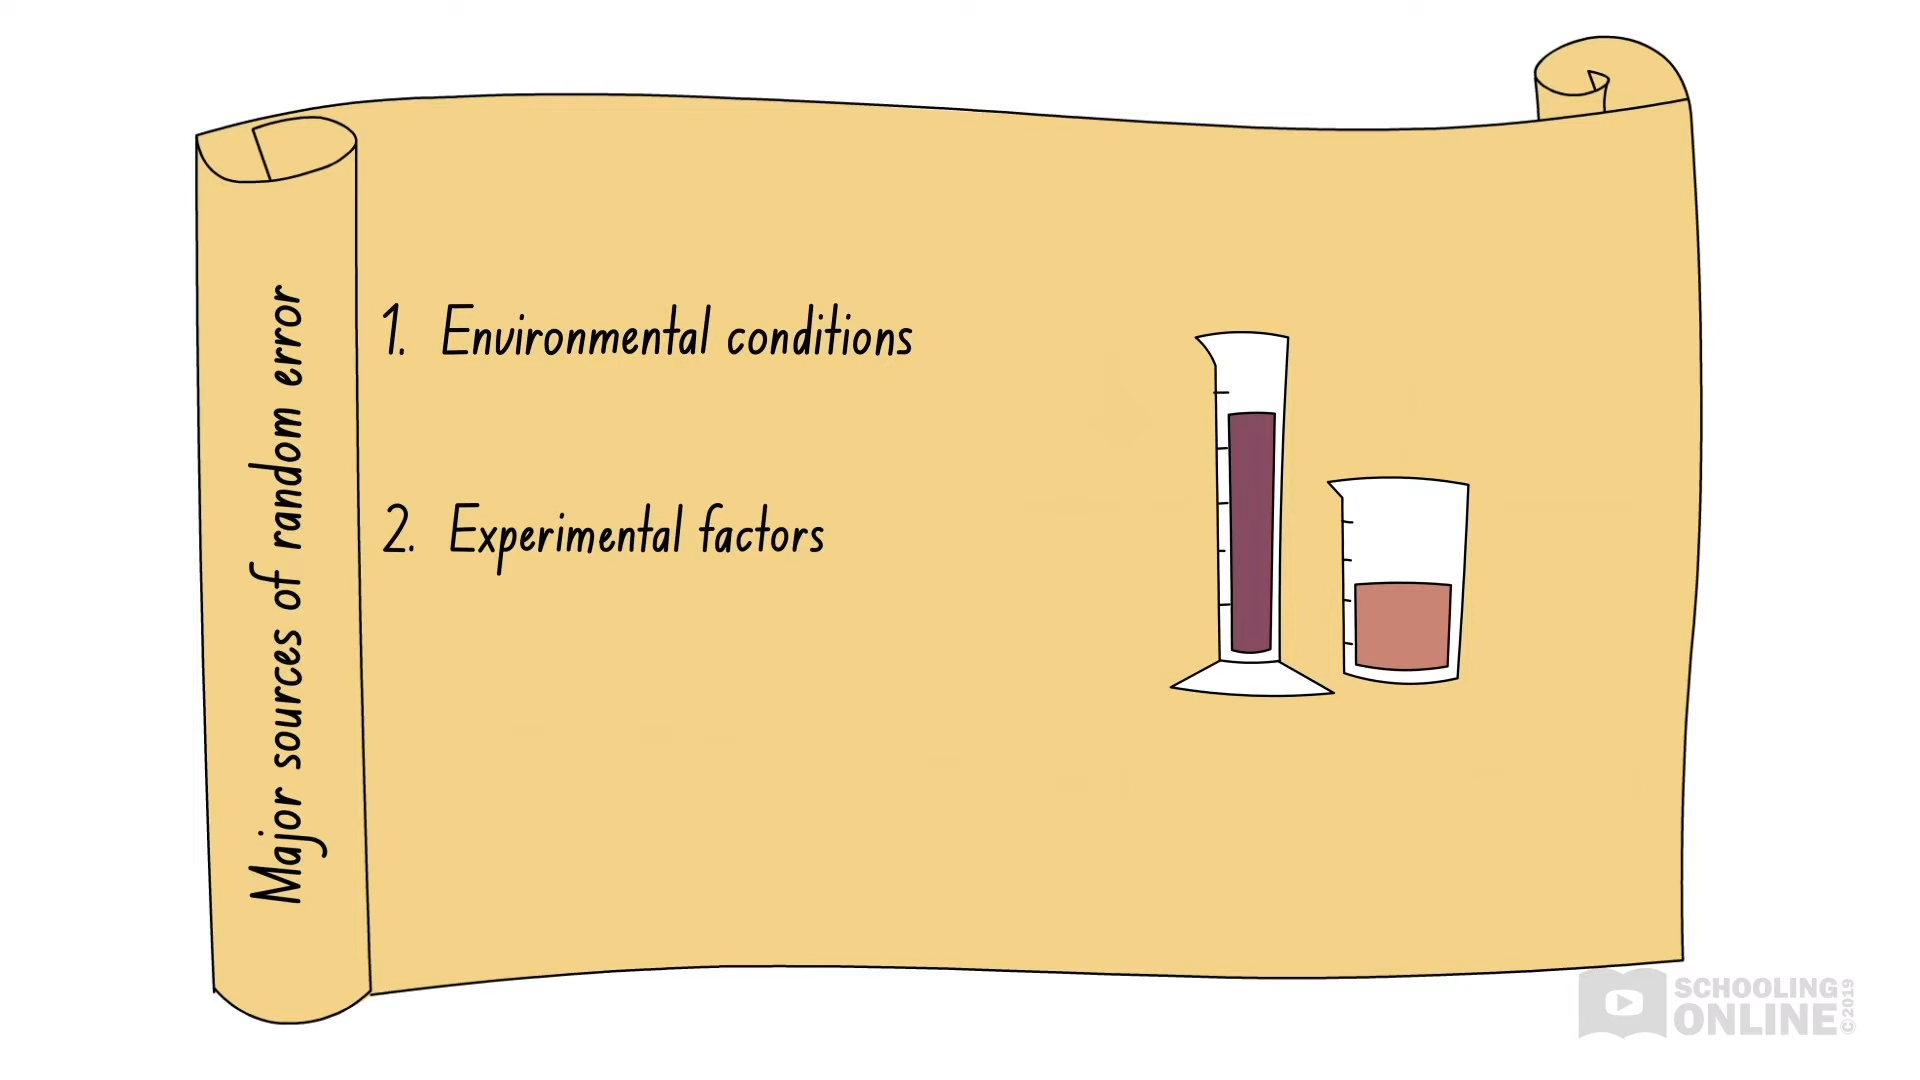 Major sources of random error
1. Environmental conditions
2. Experimental factors
SCHOOLING
ONLINE
©2019